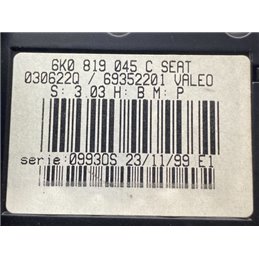 6K0 819 045 C SEAT
030622Q / 69352201 VALEO
S: 3.03 H: B M: P
serie:09930S 23/11/99 E1